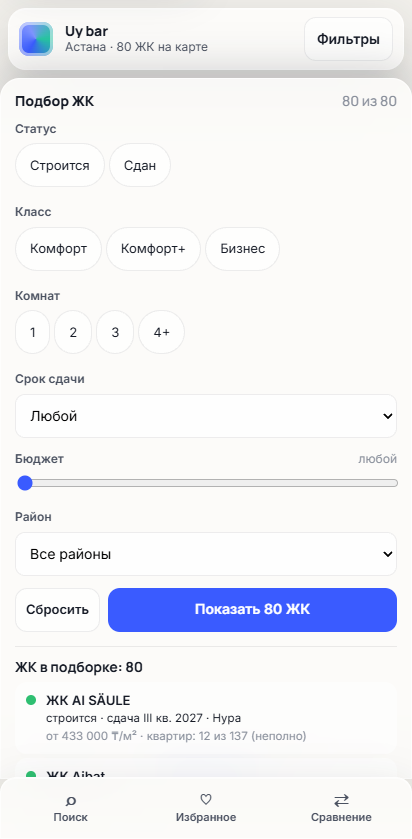 Uy bar
Астана · 80 ЖК на карте
Фильтры
Подбор ЖК
80 из 80
Статус
Строится
Сдан
Класс
Комфорт
Комфорт+
Бизнес
Комнат
1
2
3
4+
Срок сдачи
Любой
Бюджет
любой
Район
Все районы
Сбросить
Показать 80 ЖК
ЖК в подборке: 80
ЖК AI SÄULE
строится · сдача III кв. 2027 · Нура
от 433 000 ₸/м² · квартир: 12 из 137 (неполно)
ЖК Aibat
Поиск
Избранное
Сравнение